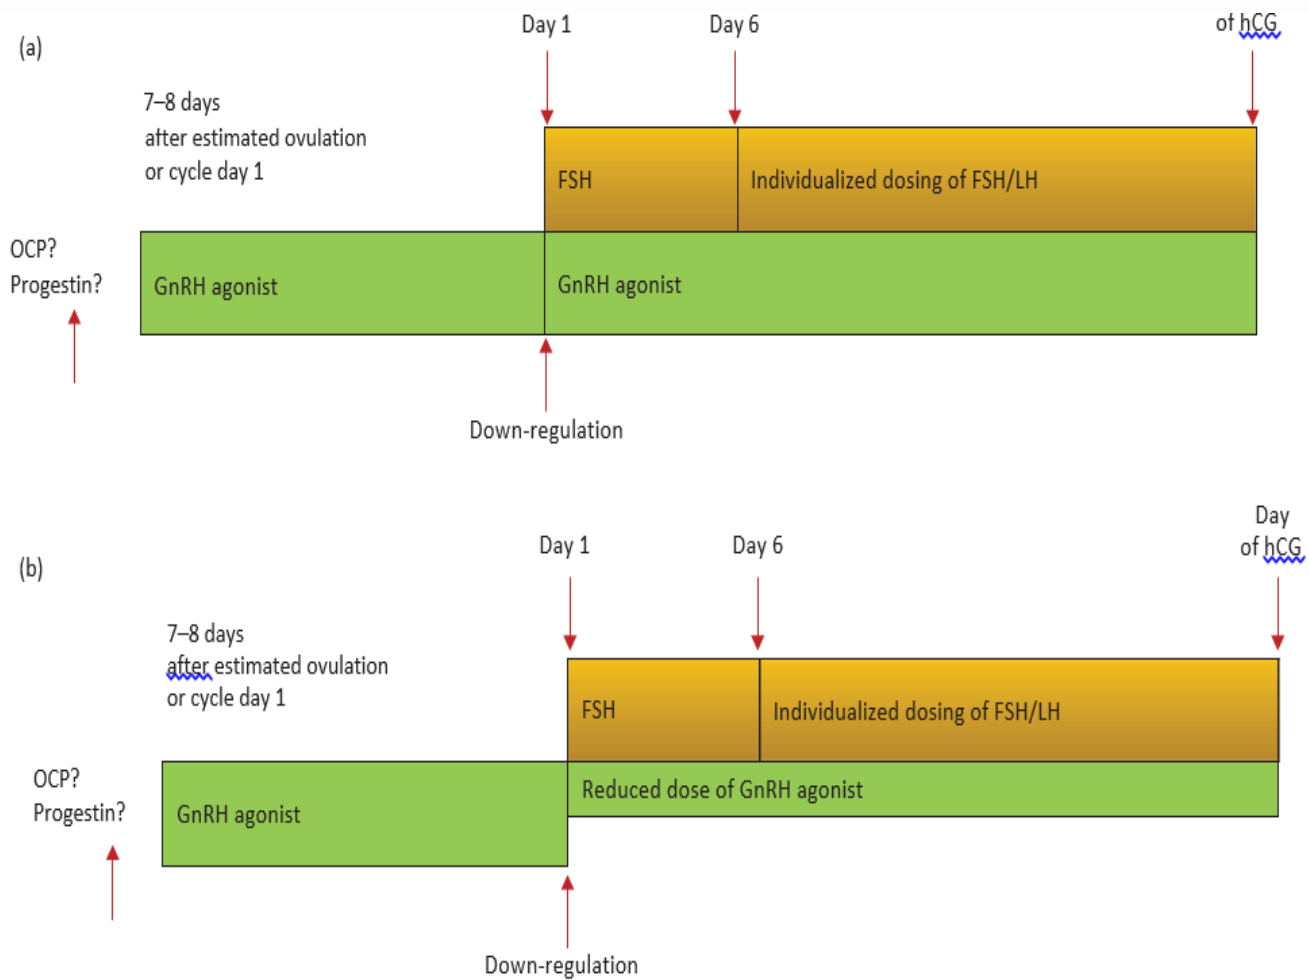 Day 1
Day 6
of hCG
(a)
7–8 days
after estimated ovulation
or cycle day 1
FSH
Individualized dosing of FSH/LH
OCP?
Progestin?
GnRH agonist
GnRH agonist
Down-regulation
Day
Day 1
Day 6
of hCG
(b)
7–8 days
after estimated ovulation
or cycle day 1
FSH
Individualized dosing of FSH/LH
OCP?
Progestin?
Reduced dose of GnRH agonist
GnRH agonist
Down-regulation